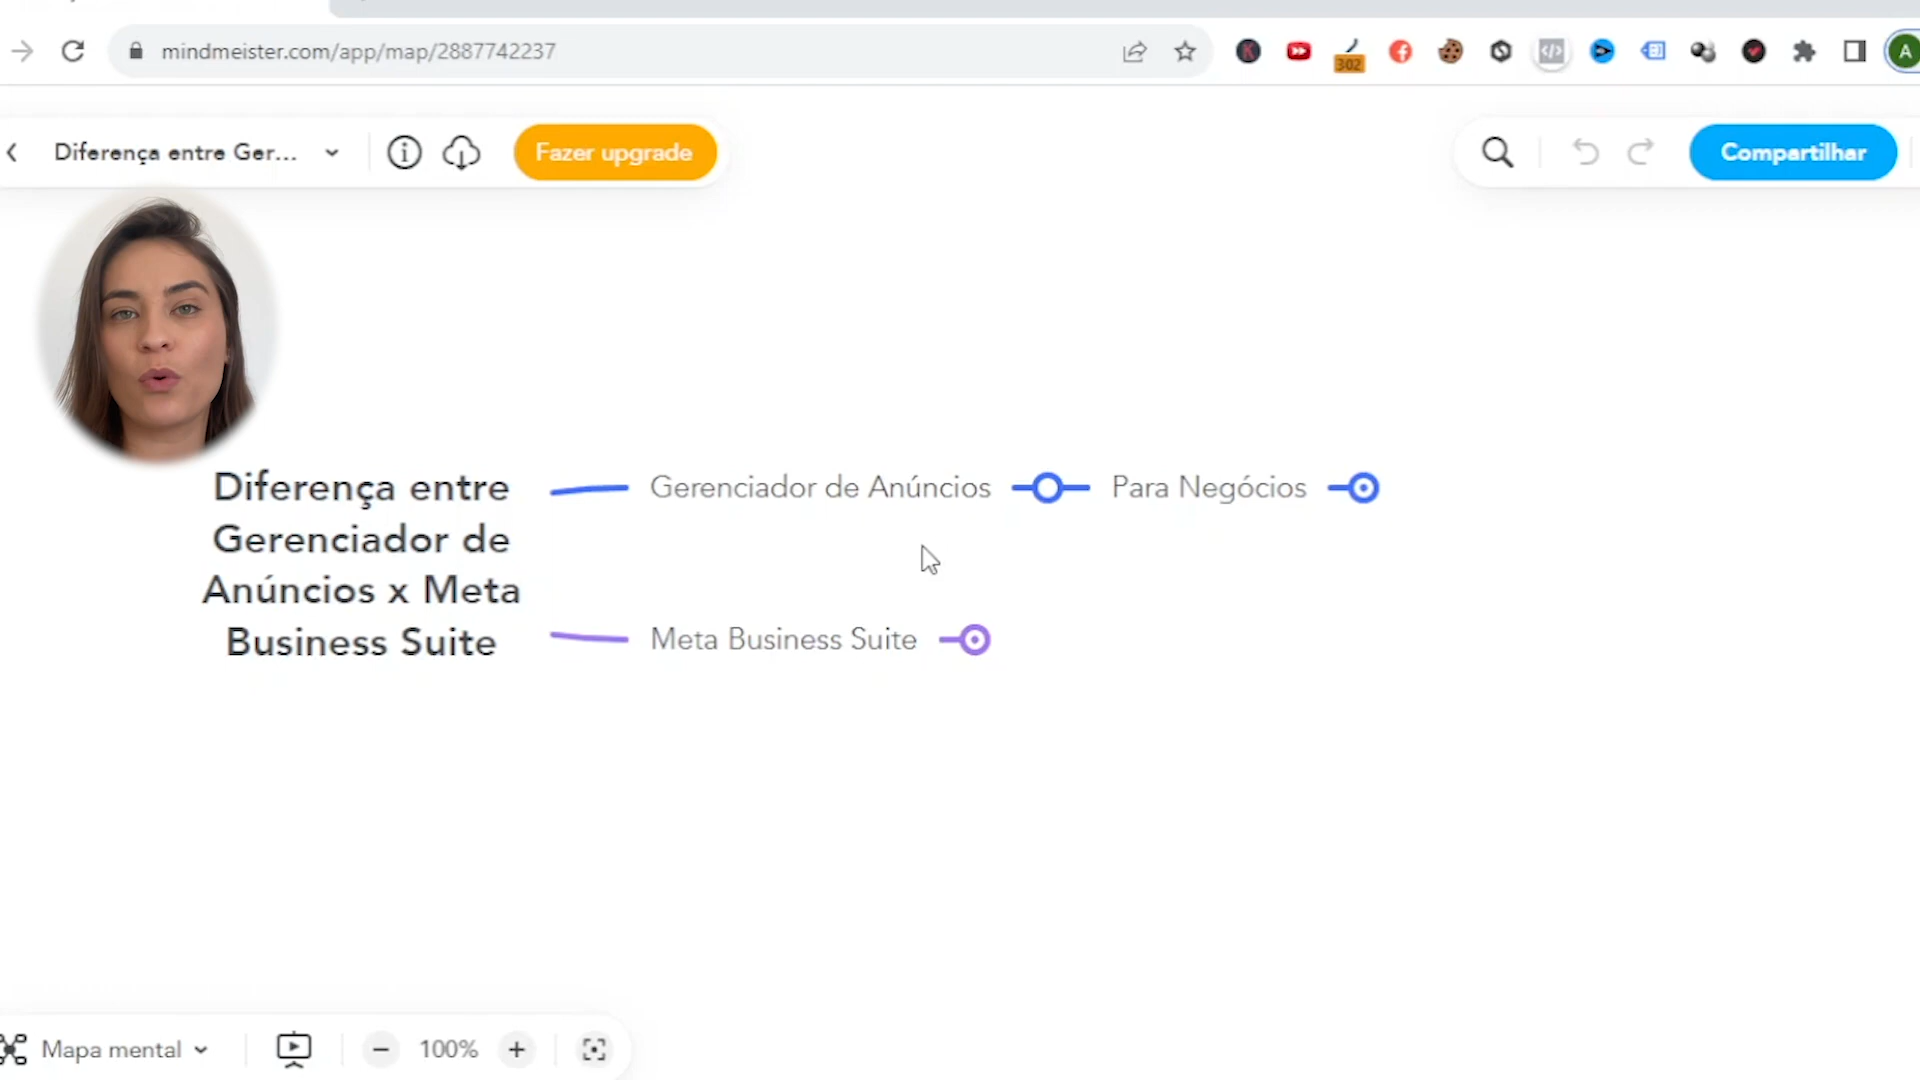 mindmeister.com/app/map/2887742237
302
A
Diferença entre Ger...
Fazer upgrade
Compartilhar
Diferença entre
Gerenciador de
Anúncios x Meta
Business Suite
Gerenciador de Anúncios
Para Negócios
Meta Business Suite
Mapa mental
100%